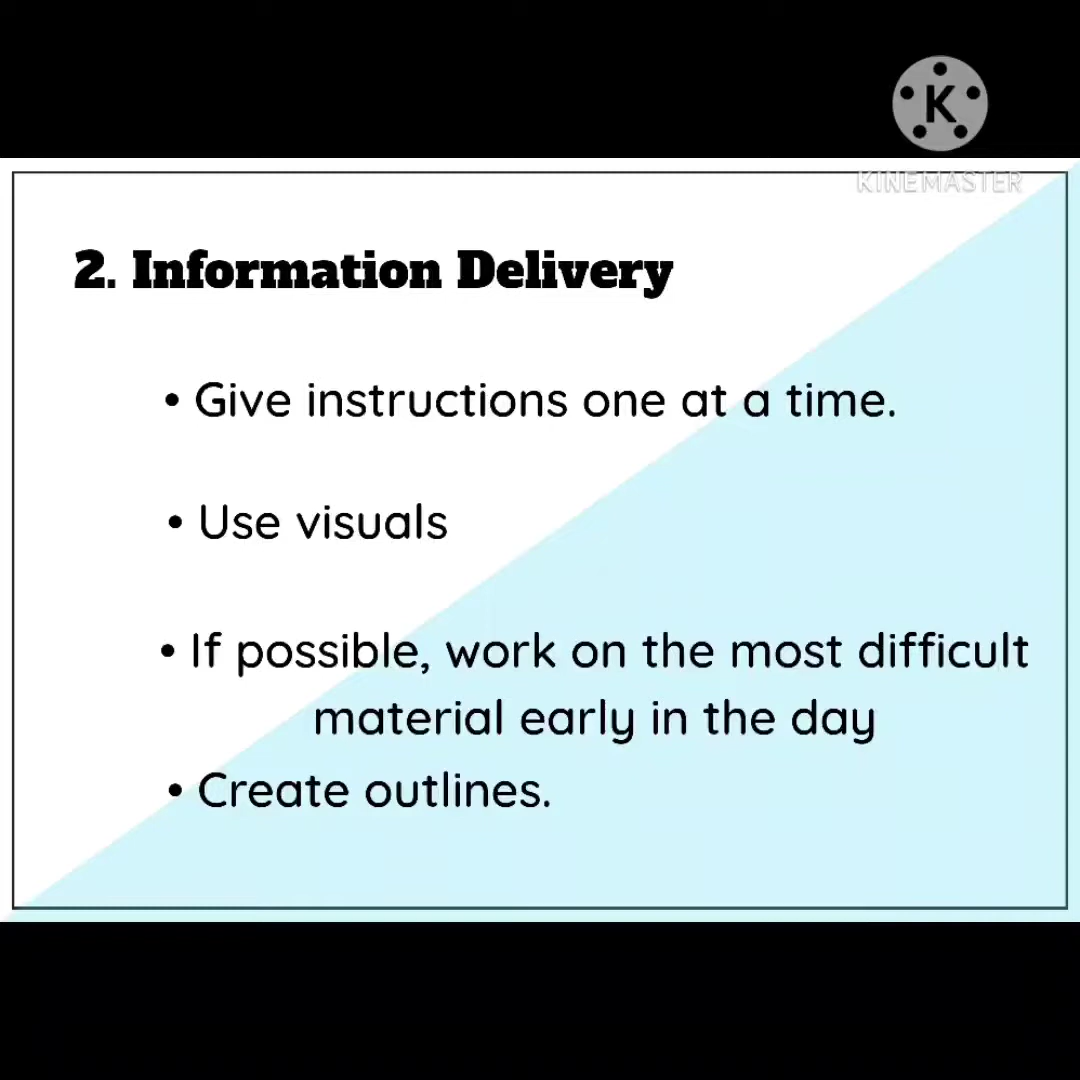 K
KINEMASTER
2. Information Delivery
• Give instructions one at a time.
• Use visuals
• If possible, work on the most difficult
material early in the day
• Create outlines.